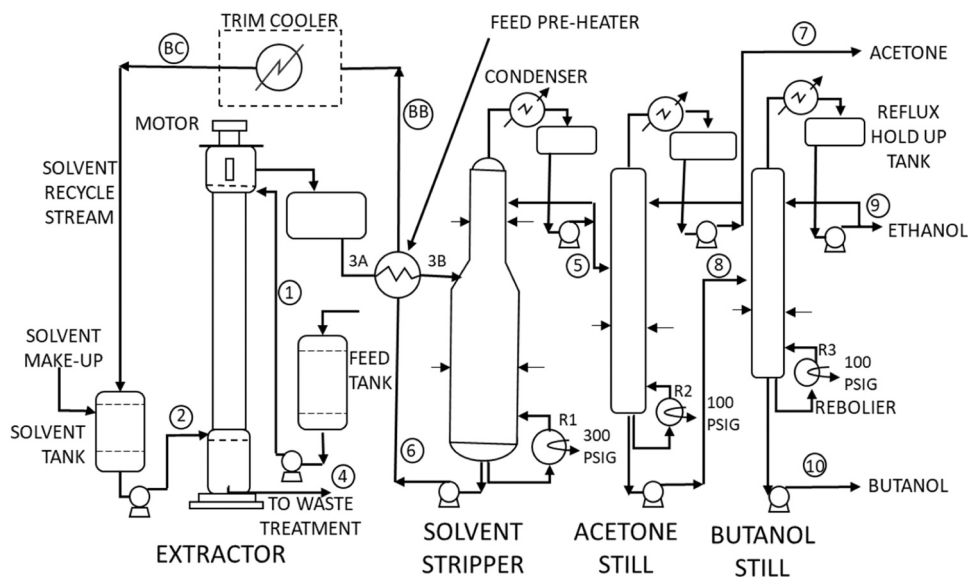 TRIM COOLER
FEED PRE-HEATER
7
ACETONE
BC
CONDENSER
BB
MOTOR
REFLUX
HOLD UP
TANK
SOLVENT
RECYCLE
STREAM
9
ETHANOL
3A
3B
5
8
1
SOLVENT
MAKE-UP
FEED
TANK
R3
100
PSIG
REBOLIER
R2
100
PSIG
R1
300
PSIG
SOLVENT
TANK
2
6
4
TO WASTE
TREATMENT
10
BUTANOL
EXTRACTOR
SOLVENT
STRIPPER
ACETONE
STILL
BUTANOL
STILL